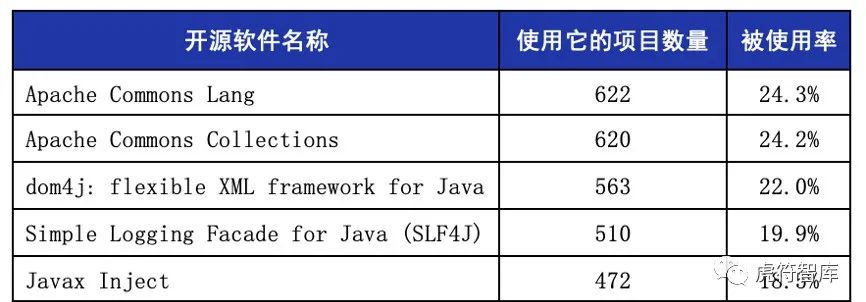 开源软件名称 使用它的项目数量 被使用率
Apache Commons Lang 622 24.3%
Apache Commons Collections 620 24.2%
dom4j: flexible XML framework for Java 563 22.0%
Simple Logging Facade for Java (SLF4J) 510 19.9%
Javax Inject 472
虎符智库